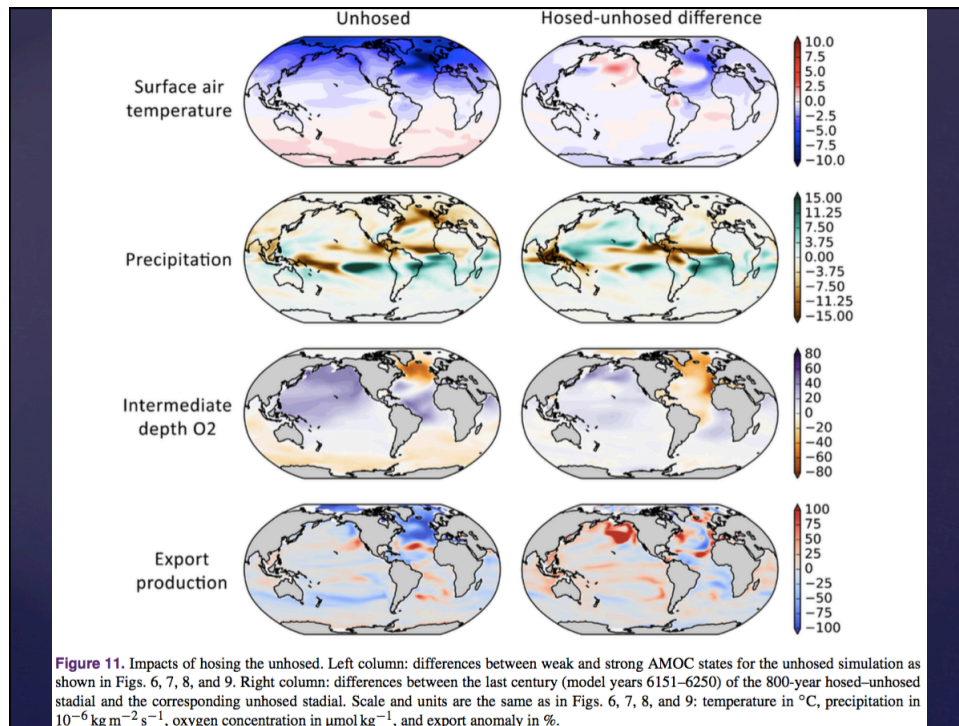 Unhosed
Hosed-unhosed difference
Surface air
temperature
10.0
7.5
5.0
2.5
0.0
−2.5
−5.0
−7.5
−10.0
Precipitation
15.00
11.25
7.50
3.75
0.00
−3.75
−7.50
−11.25
−15.00
Intermediate
depth O2
80
60
40
20
0
−20
−40
−60
−80
Export
production
100
75
50
25
0
−25
−50
−75
−100
Figure 11. Impacts of hosing the unhosed. Left column: differences between weak and strong AMOC states for the unhosed simulation as
shown in Figs. 6, 7, 8, and 9. Right column: differences between the last century (model years 6151–6250) of the 800-year hosed–unhosed
stadial and the corresponding unhosed stadial. Scale and units are the same as in Figs. 6, 7, 8, and 9: temperature in °C, precipitation in
10⁻⁶ kg m⁻² s⁻¹, oxygen concentration in µmol kg⁻¹, and export anomaly in %.